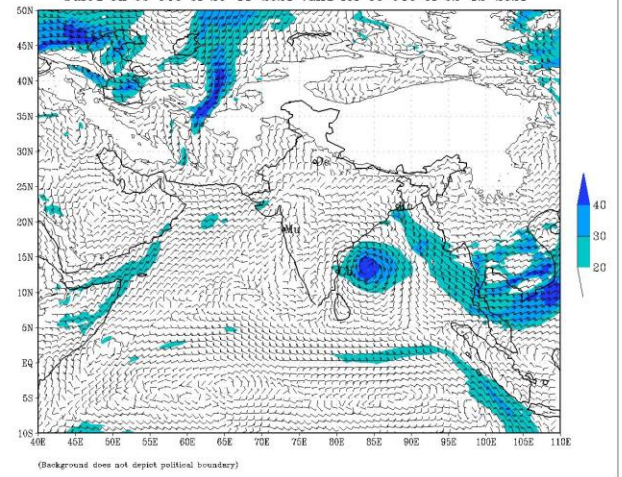 50N
45N
40N
35N
30N
25N
20N
15N
10N
5N
EQ
5S
10S
40E 45E 50E 55E 60E 65E 70E 75E 80E 85E 90E 95E 100E 105E 110E
Mu
40
30
20
(Background does not depict political boundary)